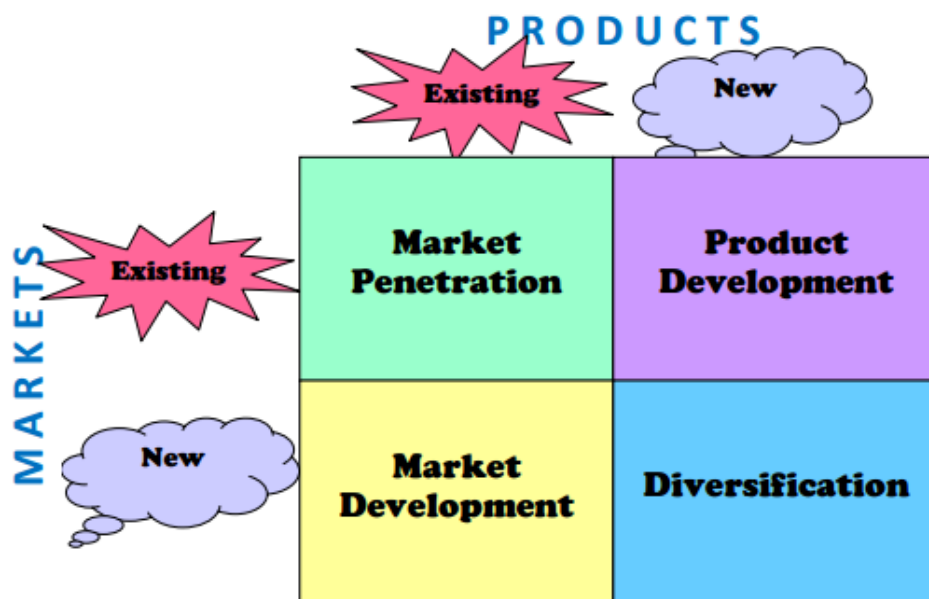 PRODUCTS
Existing
New
MARKETS
Existing
Market
Penetration
Product
Development
New
Market
Development
Diversification